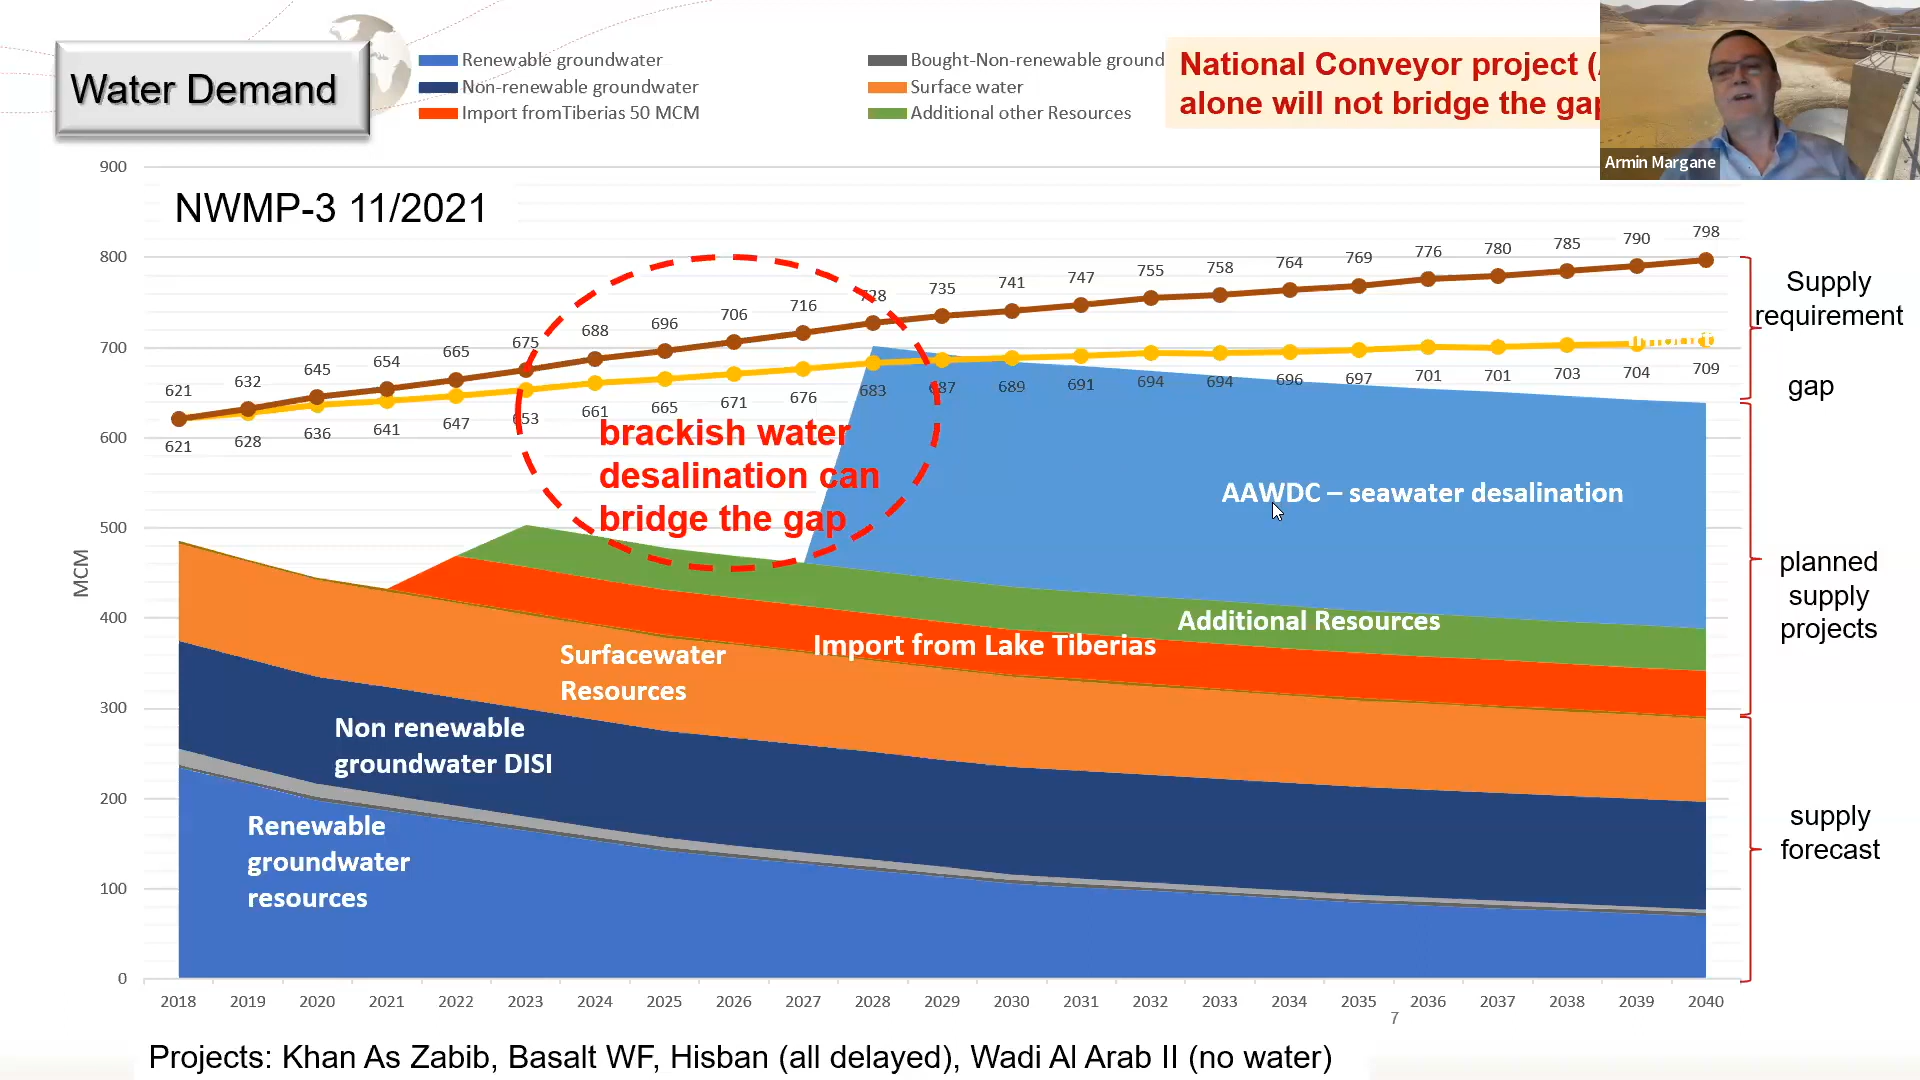 Water Demand
Renewable groundwater
Non-renewable groundwater
Import fromTiberias 50 MCM
Bought-Non-renewable ground
Surface water
Additional other Resources
National Conveyor project (
alone will not bridge the
Armin Margane
NWMP-3 11/2021
900
800
700
600
500
400
300
200
100
0
MCM
621 632 645 654 665 675 688 696 706 716 728 735 741 747 755 758 764 769 776 780 785 790 798
621 628 636 641 647 653 661 665 671 676 683 687 689 691 694 694 696 697 701 701 703 704 709
brackish water
desalination can
bridge the gap
AAWDC – seawater desalination
Additional Resources
Import from Lake Tiberias
Surfacewater
Resources
Non renewable
groundwater DISI
Renewable
groundwater
resources
Supply
requirement
gap
planned
supply
projects
supply
forecast
2018 2019 2020 2021 2022 2023 2024 2025 2026 2027 2028 2029 2030 2031 2032 2033 2034 2035 2036 2037 2038 2039 2040
7
Projects: Khan As Zabib, Basalt WF, Hisban (all delayed), Wadi Al Arab II (no water)